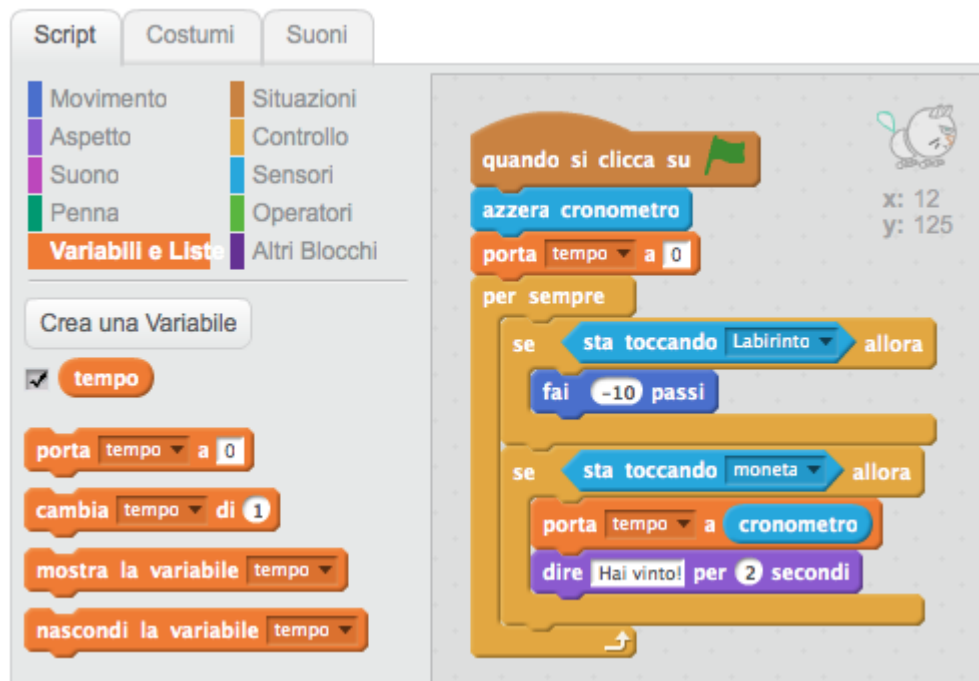 Script Costumi Suoni
Movimento Situazioni
Aspetto Controllo
Suono Sensori
Penna Operatori
Variabili e Liste Altri Blocchi
Crea una Variabile
tempo
porta tempo a 0
cambia tempo di 1
mostra la variabile tempo
nascondi la variabile tempo
quando si clicca su
azzera cronometro
porta tempo a 0
per sempre
se sta toccando Labirinto allora
fai -10 passi
se sta toccando moneta allora
porta tempo a cronometro
dire Hai vinto! per 2 secondi
x: 12
y: 125